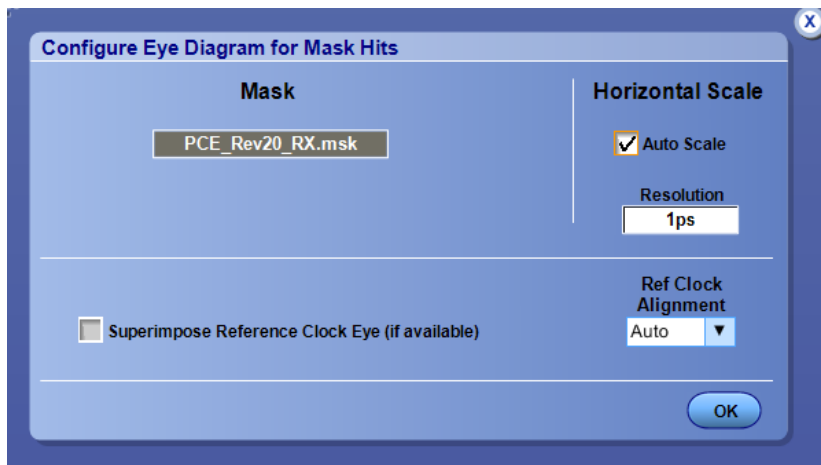 X
Configure Eye Diagram for Mask Hits
Mask
PCE_Rev20_RX.msk
Horizontal Scale
Auto Scale
Resolution
1ps
Superimpose Reference Clock Eye (if available)
Ref Clock
Alignment
Auto
OK